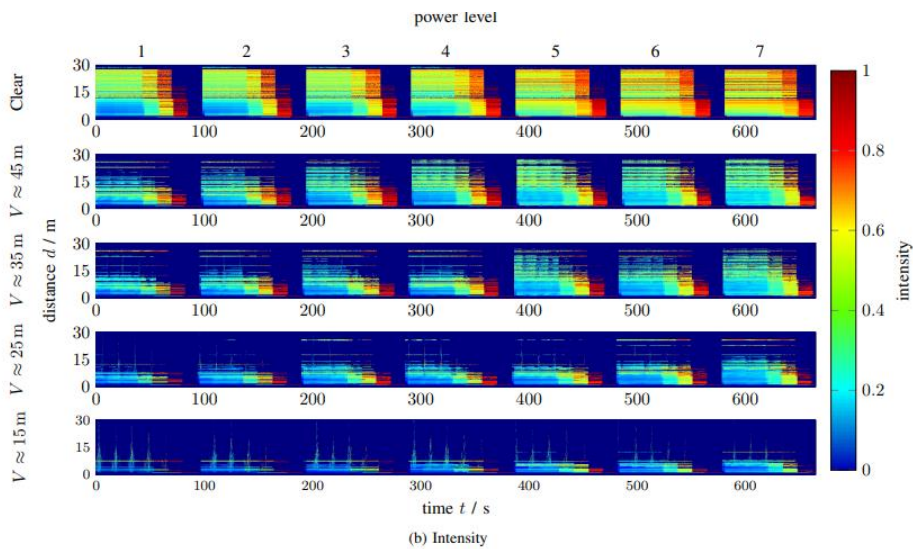 power level
1 2 3 4 5 6 7
Clear
30
15
0
0 100 200 300 400 500 600
V ≈ 45 m
30
15
0
0 100 200 300 400 500 600
V ≈ 35 m
30
15
0
0 100 200 300 400 500 600
V ≈ 25 m
30
15
0
0 100 200 300 400 500 600
V ≈ 15 m
30
15
0
0 100 200 300 400 500 600
distance d / m
time t / s
1
0.8
0.6
0.4
0.2
0
intensity
(b) Intensity